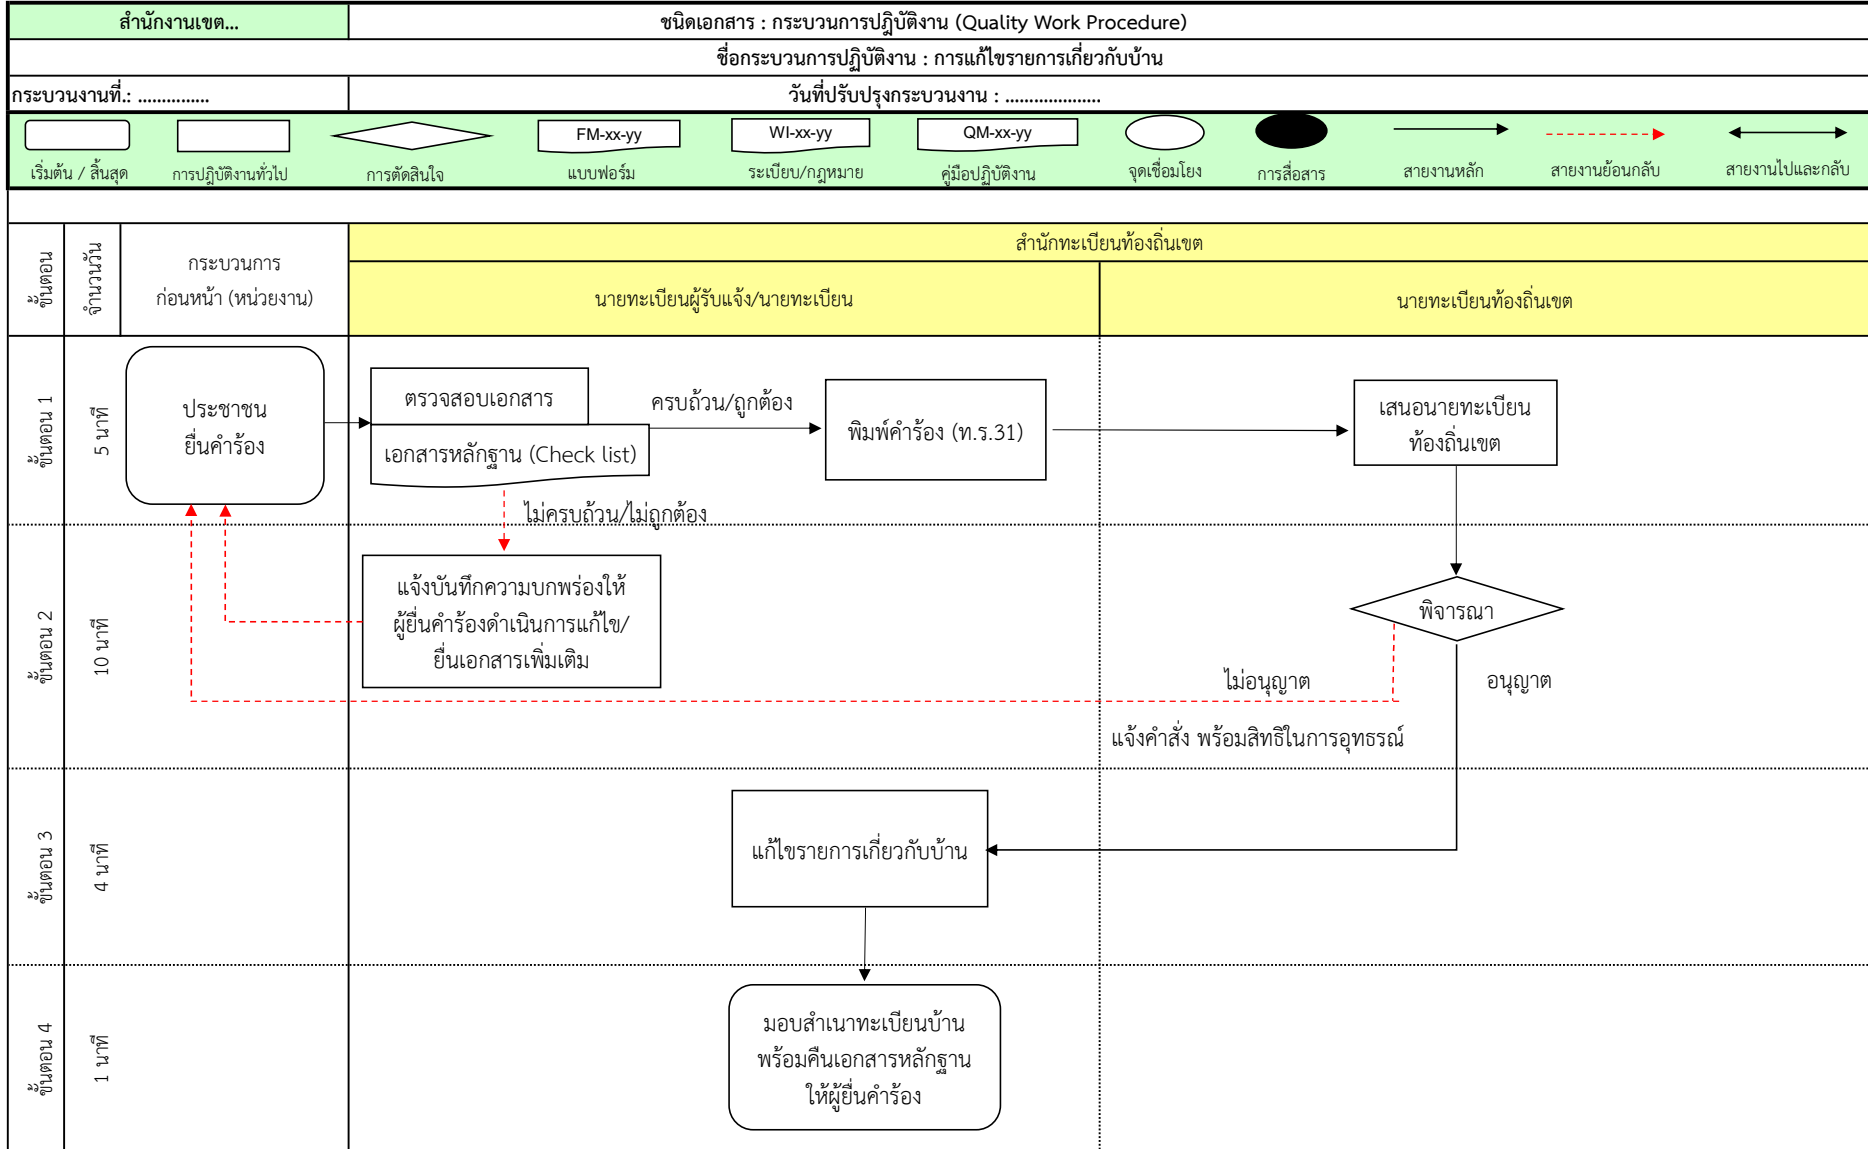 สำนักงานเขต...
ชนิดเอกสาร : กระบวนการปฏิบัติงาน (Quality Work Procedure)
ชื่อกระบวนการปฏิบัติงาน : การแก้ไขรายการเกี่ยวกับบ้าน
กระบวนงานที่.: ...............
วันที่ปรับปรุงกระบวนงาน : ....................
FM-xx-yy
WI-xx-yy
QM-xx-yy
เริ่มต้น / สิ้นสุด
การปฏิบัติงานทั่วไป
การตัดสินใจ
แบบฟอร์ม
ระเบียบ/กฎหมาย
คู่มือปฏิบัติงาน
จุดเชื่อมโยง
การสื่อสาร
สายงานหลัก
สายงานย้อนกลับ
สายงานไปและกลับ
ขั้นตอน
จำนวนวัน
กระบวนการ
ก่อนหน้า (หน่วยงาน)
สำนักทะเบียนท้องถิ่นเขต
นายทะเบียนผู้รับแจ้ง/นายทะเบียน
นายทะเบียนท้องถิ่นเขต
ขั้นตอน 1
5 นาที
ประชาชน
ยื่นคำร้อง
ตรวจสอบเอกสาร
เอกสารหลักฐาน (Check list)
ครบถ้วน/ถูกต้อง
พิมพ์คำร้อง (ท.ร.31)
เสนอนายทะเบียน
ท้องถิ่นเขต
ไม่ครบถ้วน/ไม่ถูกต้อง
ขั้นตอน 2
10 นาที
แจ้งบันทึกความบกพร่องให้
ผู้ยื่นคำร้องดำเนินการแก้ไข/
ยื่นเอกสารเพิ่มเติม
พิจารณา
ไม่อนุญาต
อนุญาต
แจ้งคำสั่ง พร้อมสิทธิในการอุทธรณ์
ขั้นตอน 3
4 นาที
แก้ไขรายการเกี่ยวกับบ้าน
ขั้นตอน 4
1 นาที
มอบสำเนาทะเบียนบ้าน
พร้อมคืนเอกสารหลักฐาน
ให้ผู้ยื่นคำร้อง